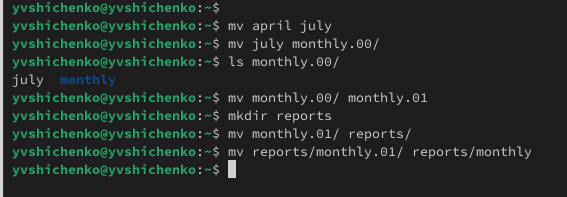 yvshichenko@yvshichenko:~$
yvshichenko@yvshichenko:~$ mv april july
yvshichenko@yvshichenko:~$ mv july monthly.00/
yvshichenko@yvshichenko:~$ ls monthly.00/
july  monthly
yvshichenko@yvshichenko:~$ mv monthly.00/ monthly.01
yvshichenko@yvshichenko:~$ mkdir reports
yvshichenko@yvshichenko:~$ mv monthly.01/ reports/
yvshichenko@yvshichenko:~$ mv reports/monthly.01/ reports/monthly
yvshichenko@yvshichenko:~$